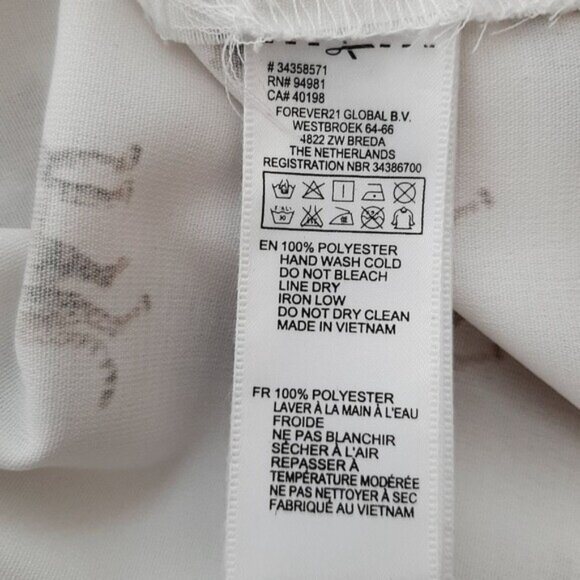 # 34358571
RN# 94981
CA# 40198
FOREVER21 GLOBAL B.V.
WESTBROEK 64-66
4822 ZW BREDA
THE NETHERLANDS
REGISTRATION NBR 34386700
EN 100% POLYESTER
HAND WASH COLD
DO NOT BLEACH
LINE DRY
IRON LOW
DO NOT DRY CLEAN
MADE IN VIETNAM
FR 100% POLYESTER
LAVER À LA MAIN À L'EAU
FROIDE
NE PAS BLANCHIR
SÉCHER À L'AIR
REPASSER À
TEMPÉRATURE MODÉRÉE
NE PAS NETTOYER À SEC
FABRIQUÉ AU VIETNAM